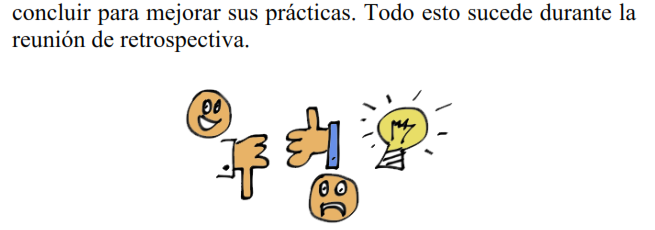 concluir para mejorar sus prácticas. Todo esto sucede durante la
reunión de retrospectiva.